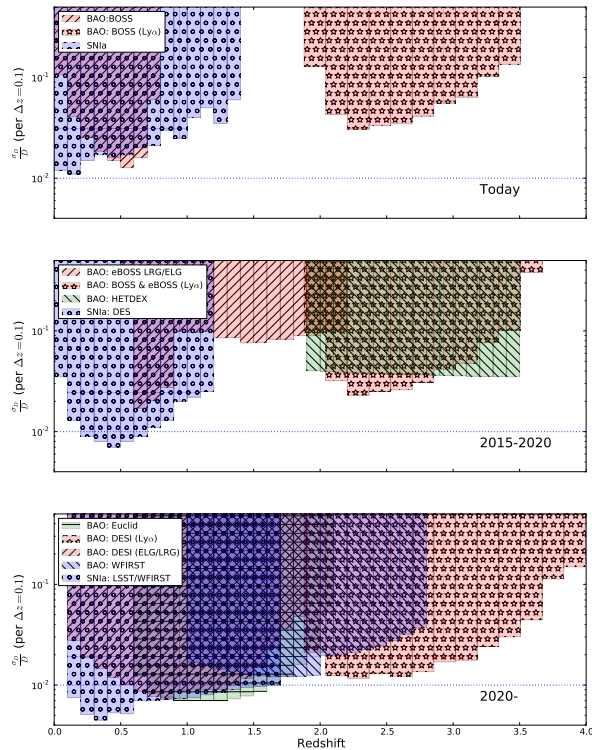 BAO:BOSS
BAO: BOSS (Lyα)
SNIa
10⁻¹
10⁻²
σ_D/D (per Δz=0.1)
Today
BAO: eBOSS LRG/ELG
BAO: BOSS & eBOSS (Lyα)
BAO: HETDEX
SNIa: DES
10⁻¹
10⁻²
σ_D/D (per Δz=0.1)
2015-2020
BAO: Euclid
BAO: DESI (Lyα)
BAO: DESI (ELG/LRG)
BAO: WFIRST
SNIa: LSST/WFIRST
10⁻¹
10⁻²
σ_D/D (per Δz=0.1)
2020-
0.0 0.5 1.0 1.5 2.0 2.5 3.0 3.5 4.0
Redshift